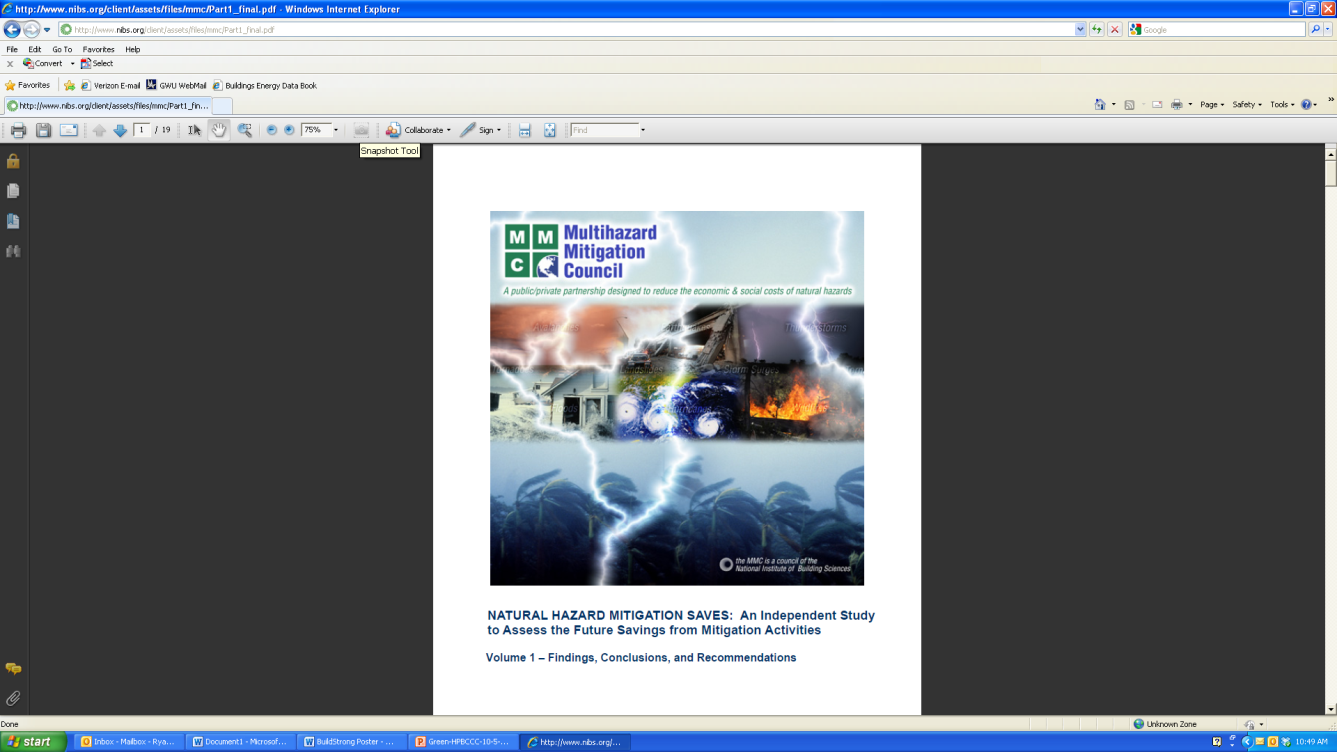 http://www.nibs.org/client/assets/files/mmc/Part1_final.pdf - Windows Internet Explorer
http://www.nibs.org/client/assets/files/mmc/Part1_final.pdf
Google
File Edit Go To Favorites Help
x Convert Select
Favorites Verizon E-mail GWU WebMail Buildings Energy Data Book
http://www.nibs.org/client/assets/files/mmc/Part1_fin...
Page Safety Tools »
1 / 19 75% Collaborate Sign Find
Snapshot Tool
M M C
Multihazard
Mitigation
Council
A public/private partnership designed to reduce the economic & social costs of natural hazards
Thunderstorms
Landslides Storm Surges
the MMC is a council of the
National Institute of Building Sciences
NATURAL HAZARD MITIGATION SAVES: An Independent Study
to Assess the Future Savings from Mitigation Activities
Volume 1 – Findings, Conclusions, and Recommendations
Done Unknown Zone
start Inbox - Mailbox - Rya... Document1 - Microsof... BuildStrong Poster - ... Green-HPBCCC-10-5-... http://www.nibs.org/... 10:49 AM